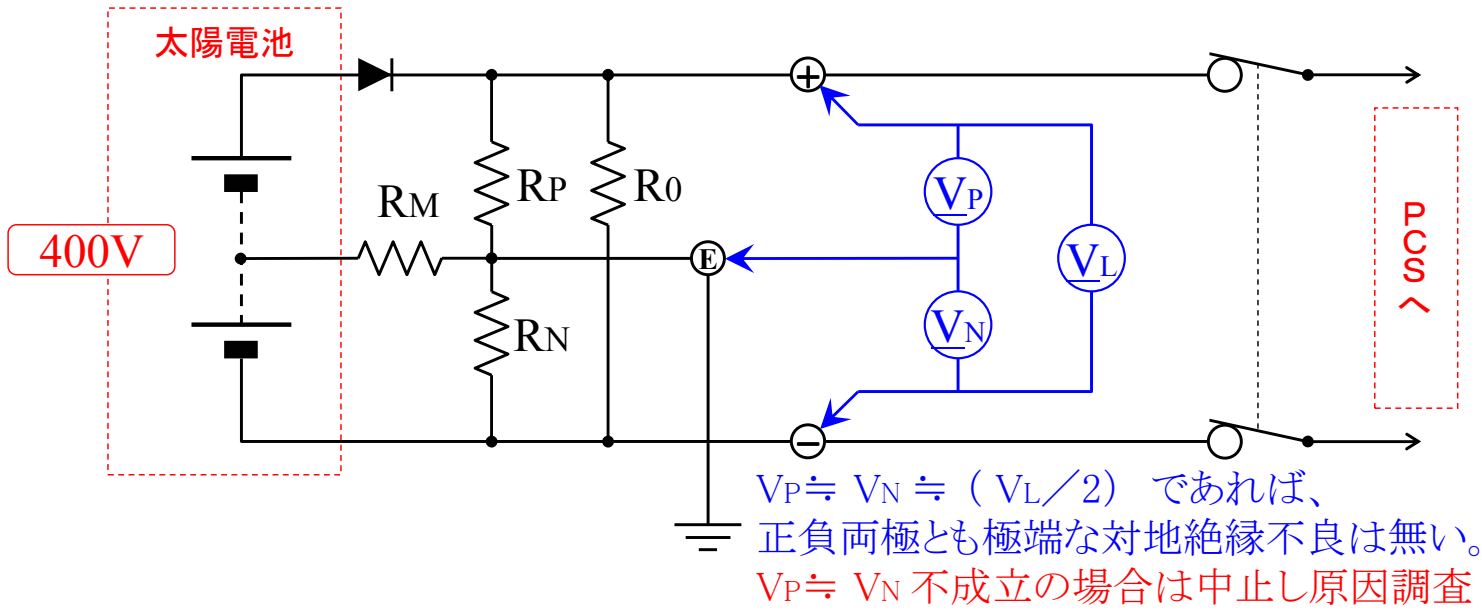 太陽電池
400V
RM
RP
R0
RN
+
E
−
VP
VN
VL
PCSへ
VP≒ VN ≒ ( VL／2) であれば、
正負両極とも極端な対地絶縁不良は無い。
VP≒ VN 不成立の場合は中止し原因調査